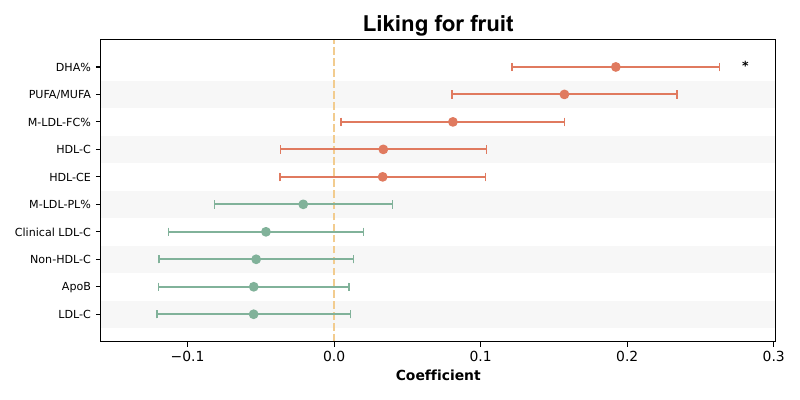 Liking for fruit
DHA%
*
PUFA/MUFA
M-LDL-FC%
HDL-C
HDL-CE
M-LDL-PL%
Clinical LDL-C
Non-HDL-C
ApoB
LDL-C
−0.1 0.0 0.1 0.2 0.3
Coefficient